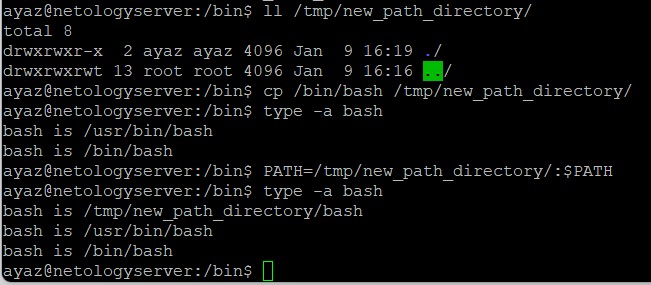 ayaz@netologyserver:/bin$ ll /tmp/new_path_directory/
total 8
drwxrwxr-x  2 ayaz ayaz 4096 Jan  9 16:19 ./
drwxrwxrwt 13 root root 4096 Jan  9 16:16 ../
ayaz@netologyserver:/bin$ cp /bin/bash /tmp/new_path_directory/
ayaz@netologyserver:/bin$ type -a bash
bash is /usr/bin/bash
bash is /bin/bash
ayaz@netologyserver:/bin$ PATH=/tmp/new_path_directory/:$PATH
ayaz@netologyserver:/bin$ type -a bash
bash is /tmp/new_path_directory/bash
bash is /usr/bin/bash
bash is /bin/bash
ayaz@netologyserver:/bin$